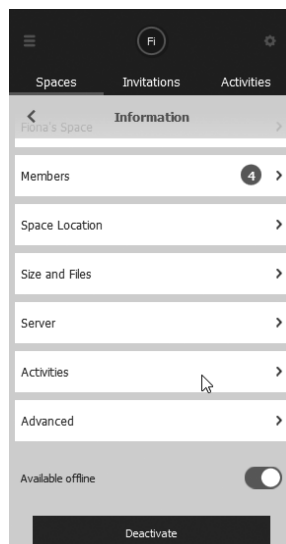 Fi
Spaces Invitations Activities
Information
Fiona's Space
Members 4
Space Location
Size and Files
Server
Activities
Advanced
Available offline
Deactivate